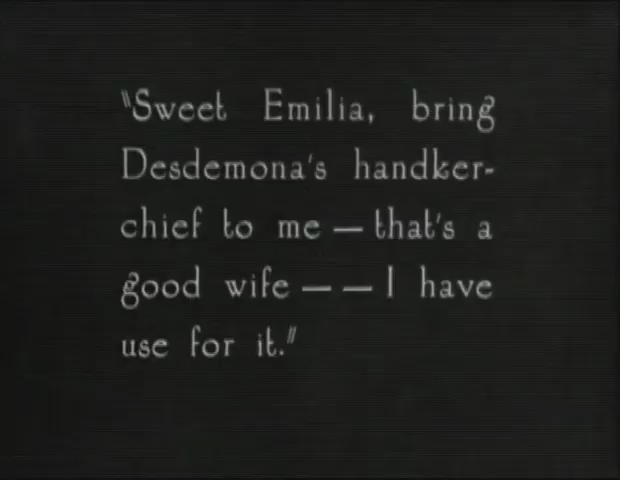 "Sweet Emilia, bring
Desdemona's handker-
chief to me — that's a
good wife — — I have
use for it."